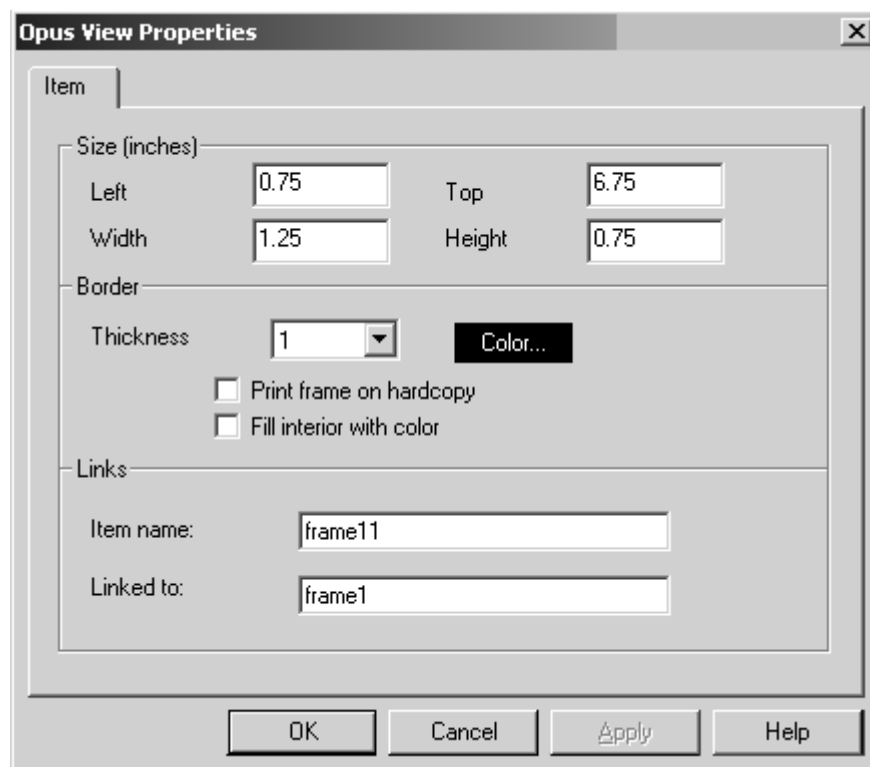 Opus View Properties
Item
Size (inches)
Left 0.75 Top 6.75
Width 1.25 Height 0.75
Border
Thickness 1 Color...
Print frame on hardcopy
Fill interior with color
Links
Item name: frame11
Linked to: frame1
OK Cancel Apply Help